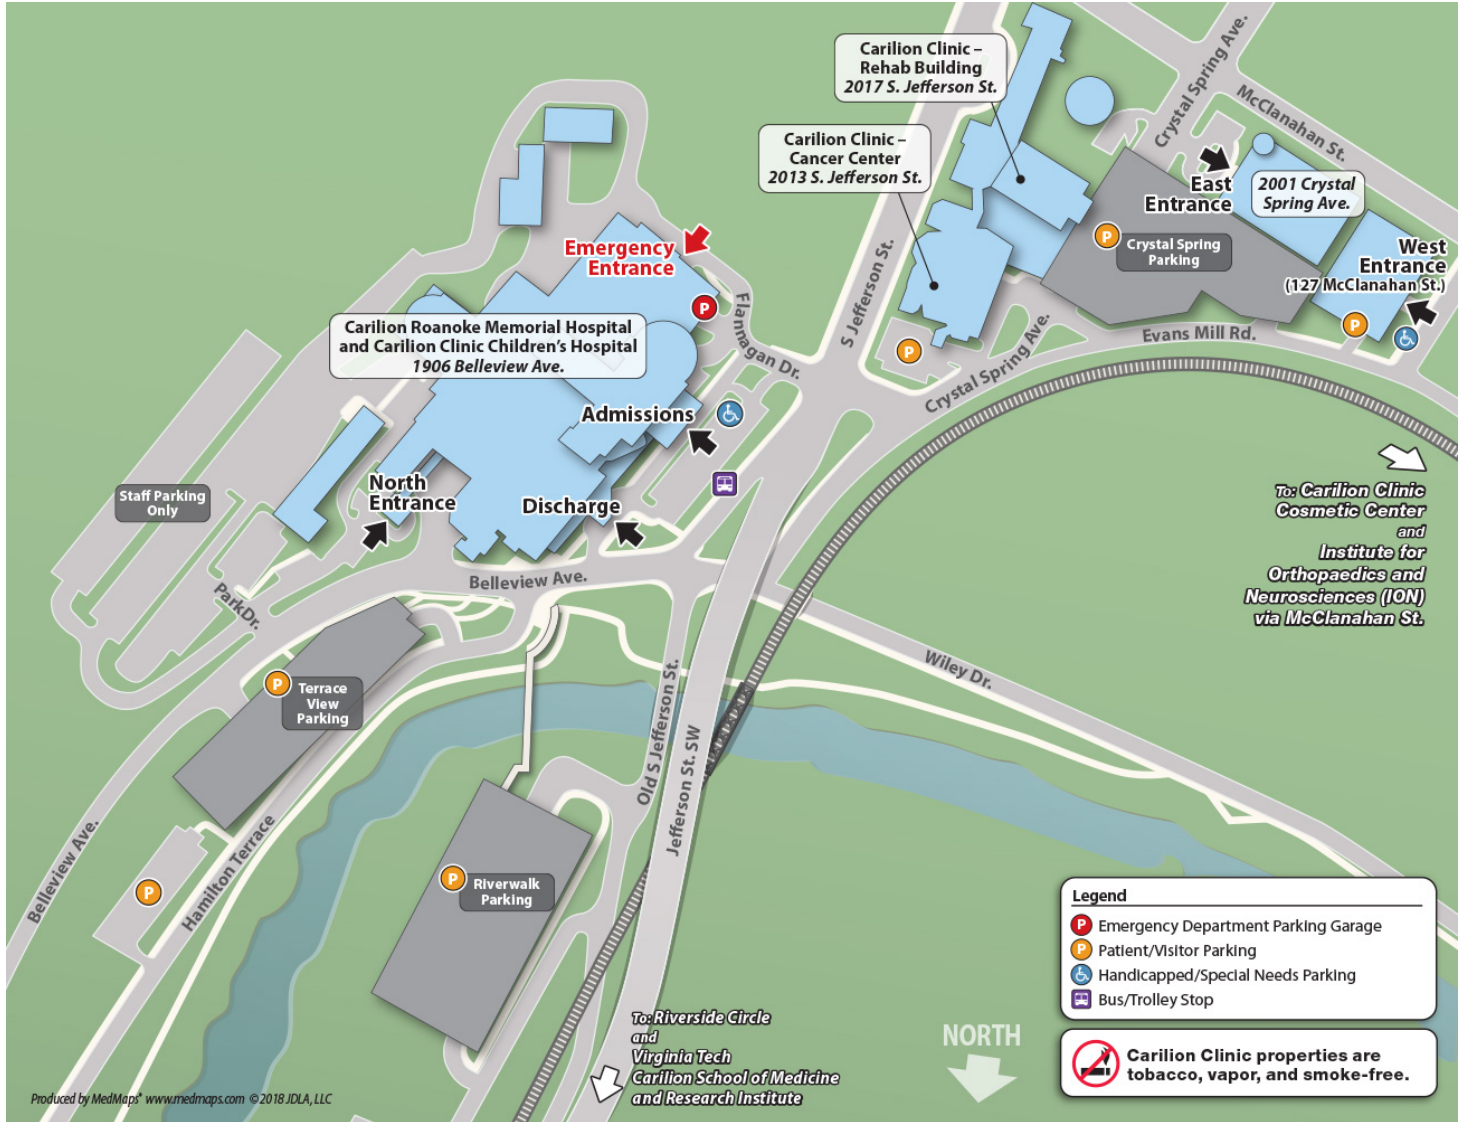 Carilion Clinic –
Rehab Building
2017 S. Jefferson St.
Carilion Clinic –
Cancer Center
2013 S. Jefferson St.
Crystal Spring Ave.
McClanahan St.
East
Entrance
2001 Crystal
Spring Ave.
P
Crystal Spring
Parking
West
Entrance
(127 McClanahan St.)
P
Evans Mill Rd.
Emergency
Entrance
P
Flannagan Dr.
S Jefferson St.
P
Crystal Spring Ave.
Carilion Roanoke Memorial Hospital
and Carilion Clinic Children's Hospital
1906 Belleview Ave.
Admissions
North
Entrance
Discharge
Staff Parking
Only
To: Carilion Clinic
Cosmetic Center
and
Institute for
Orthopaedics and
Neurosciences (ION)
via McClanahan St.
Belleview Ave.
ParkDr.
P
Terrace
View
Parking
Wiley Dr.
Old S Jefferson St.
Jefferson St. SW
Belleview Ave.
Hamilton Terrace
P
P
Riverwalk
Parking
Legend
P Emergency Department Parking Garage
P Patient/Visitor Parking
Handicapped/Special Needs Parking
Bus/Trolley Stop
To: Riverside Circle
and
Virginia Tech
Carilion School of Medicine
and Research Institute
NORTH
Carilion Clinic properties are
tobacco, vapor, and smoke-free.
Produced by MedMaps® www.medmaps.com © 2018 JDLA, LLC